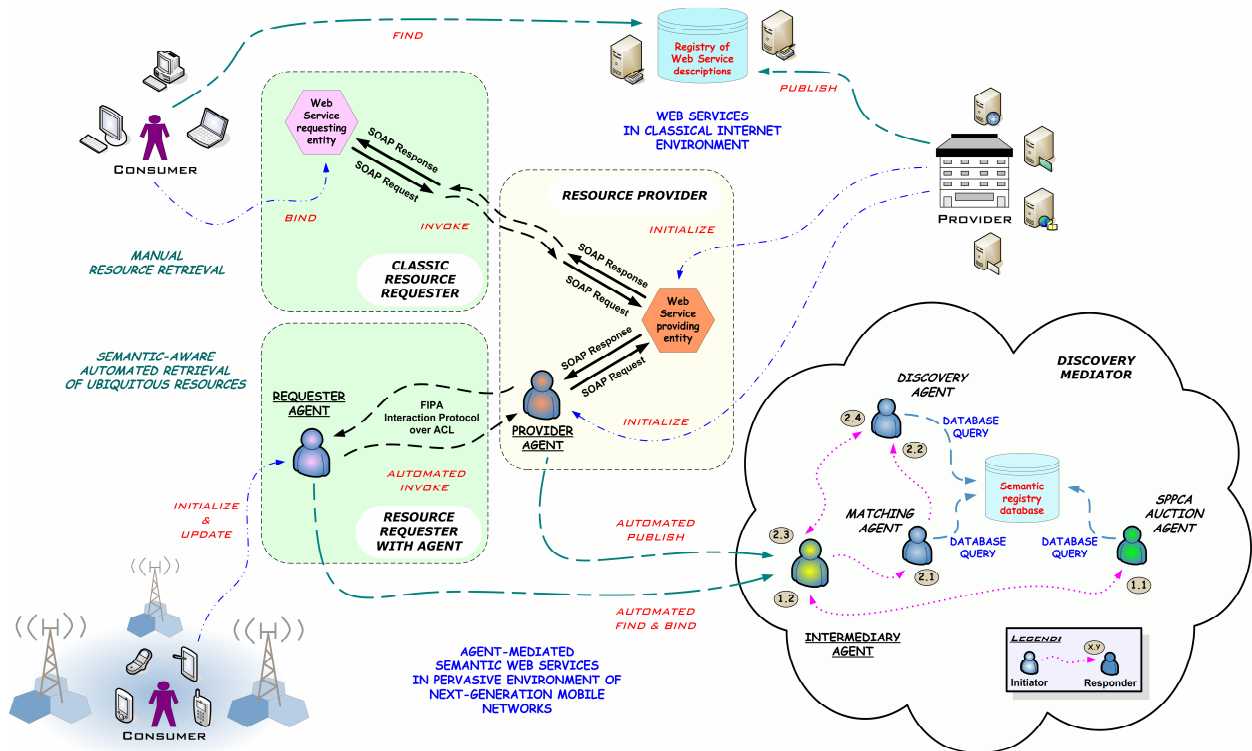 FIND
Registry of
Web Service
descriptions
PUBLISH
CONSUMER
Web
Service
requesting
entity
SOAP Response
SOAP Request
BIND
INVOKE
CLASSIC
RESOURCE
REQUESTER
WEB SERVICES
IN CLASSICAL INTERNET
ENVIRONMENT
RESOURCE PROVIDER
INITIALIZE
PROVIDER
MANUAL
RESOURCE RETRIEVAL
SOAP Response
SOAP Request
Web
Service
providing
entity
SOAP Response
SOAP Request
SEMANTIC-AWARE
AUTOMATED RETRIEVAL
OF UBIQUITOUS RESOURCES
REQUESTER
AGENT
FIPA
Interaction Protocol
over ACL
PROVIDER
AGENT
INITIALIZE
AUTOMATED
INVOKE
RESOURCE
REQUESTER
WITH AGENT
INITIALIZE
&
UPDATE
AUTOMATED
PUBLISH
AUTOMATED
FIND & BIND
CONSUMER
AGENT-MEDIATED
SEMANTIC WEB SERVICES
IN PERVASIVE ENVIRONMENT OF
NEXT-GENERATION MOBILE
NETWORKS
DISCOVERY
MEDIATOR
DISCOVERY
AGENT
2.4
2.2
DATABASE
QUERY
Semantic
registry
database
MATCHING
AGENT
2.1
DATABASE
QUERY
DATABASE
QUERY
SPPCA
AUCTION
AGENT
1.1
2.3
1.2
INTERMEDIARY
AGENT
LEGEND:
X.Y
Initiator
Responder